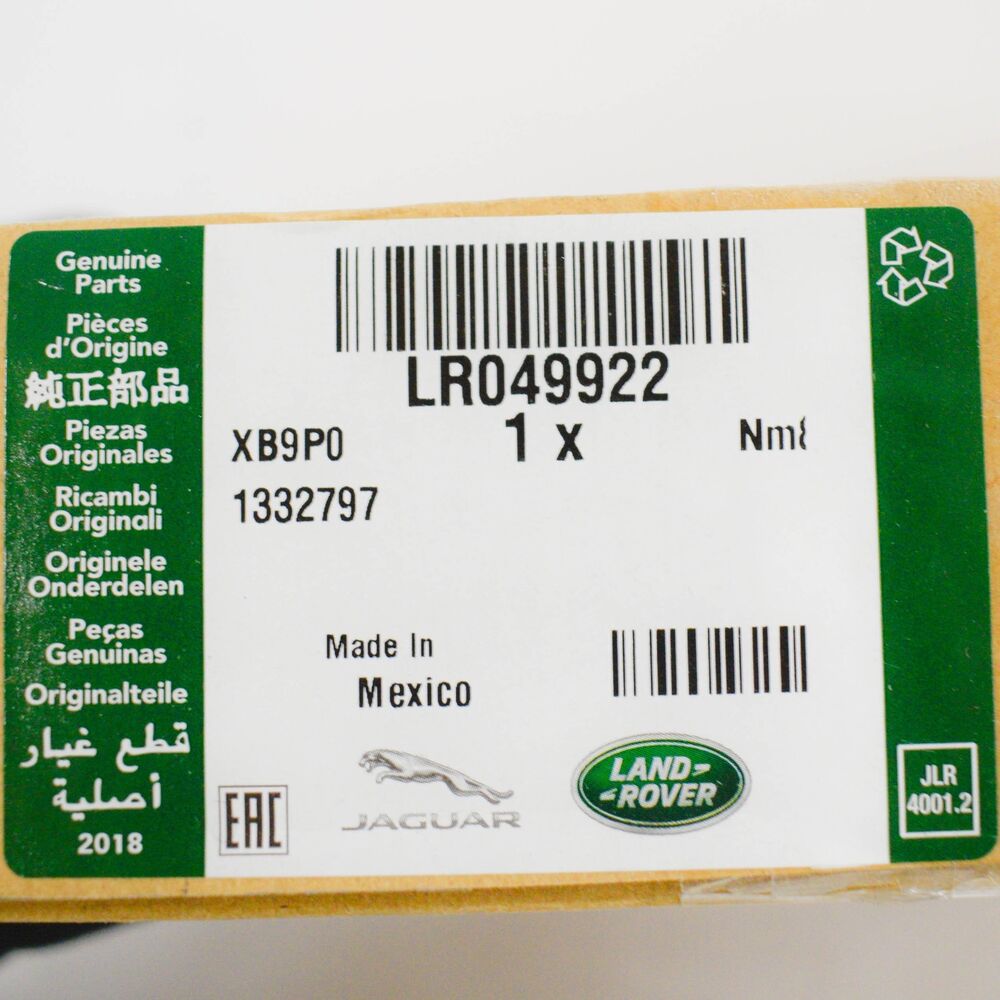 Genuine
Parts
Pièces
d'Origine
純正部品
Piezas
Originales
Ricambi
Originali
Originele
Onderdelen
Peças
Genuinas
Originalteile
قطع غيار
أصلية
2018
LR049922
XB9P0
1 x
1332797
Made In
Mexico
EAC
JAGUAR
LAND
ROVER
JLR
4001.2